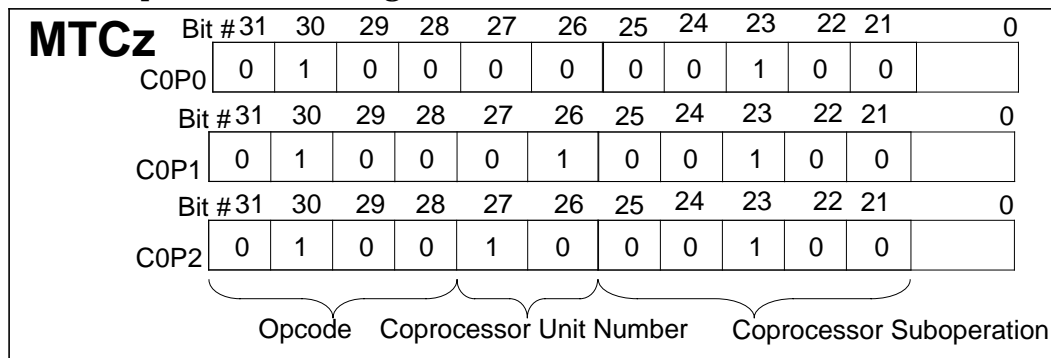 MTCz Bit # 31 30 29 28 27 26 25 24 23 22 21 0
C0P0 0 1 0 0 0 0 0 0 1 0 0
Bit # 31 30 29 28 27 26 25 24 23 22 21 0
C0P1 0 1 0 0 0 1 0 0 1 0 0
Bit # 31 30 29 28 27 26 25 24 23 22 21 0
C0P2 0 1 0 0 1 0 0 0 1 0 0
Opcode Coprocessor Unit Number Coprocessor Suboperation